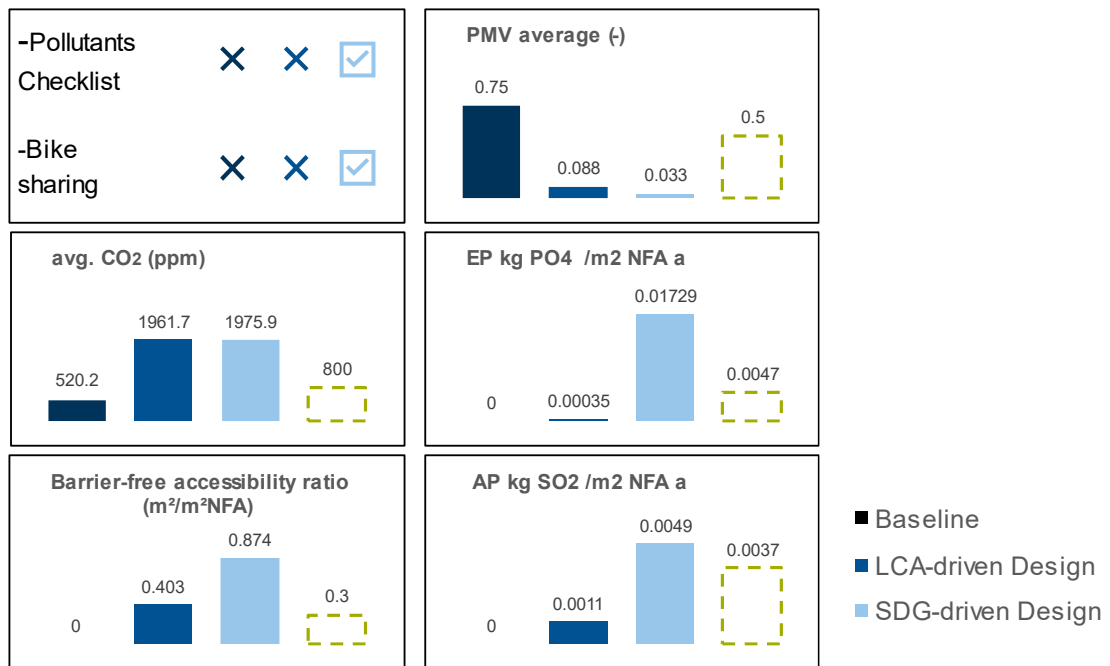 -Pollutants
Checklist
-Bike
sharing
PMV average (-)
0.75
0.088
0.033
0.5
avg. CO2 (ppm)
520.2
1961.7
1975.9
800
EP kg PO4 /m2 NFA a
0
0.00035
0.01729
0.0047
Barrier-free accessibility ratio
(m²/m²NFA)
0
0.403
0.874
0.3
AP kg SO2 /m2 NFA a
0
0.0011
0.0049
0.0037
Baseline
LCA-driven Design
SDG-driven Design